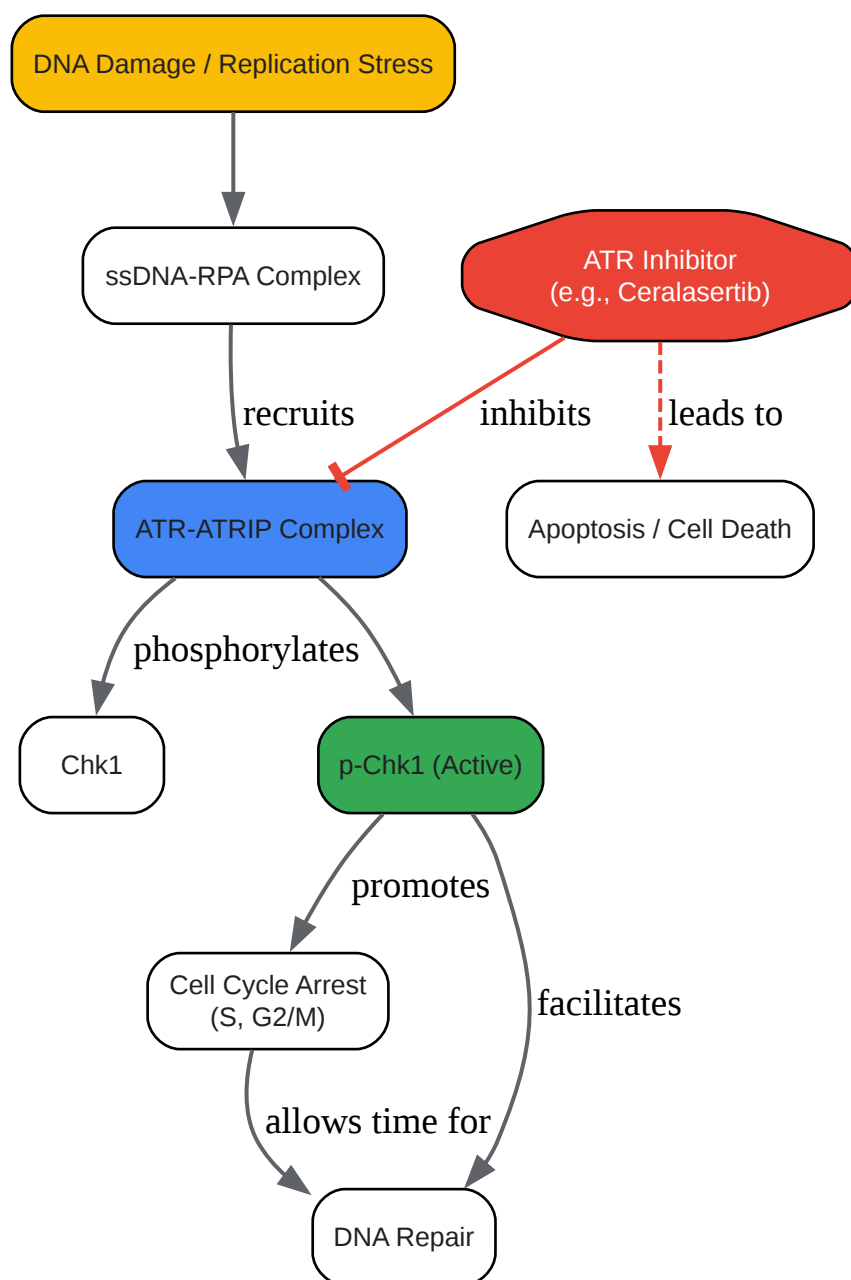 DNA Damage / Replication Stress
ssDNA-RPA Complex
ATR Inhibitor
(e.g., Ceralasertib)
recruits
inhibits
leads to
ATR-ATRIP Complex
Apoptosis / Cell Death
phosphorylates
Chk1
p-Chk1 (Active)
promotes
Cell Cycle Arrest
(S, G2/M)
facilitates
allows time for
DNA Repair